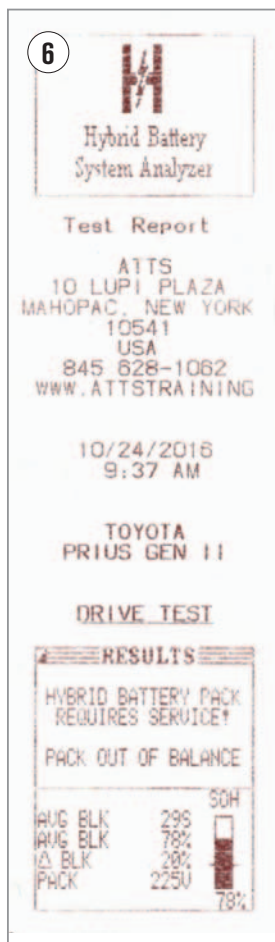 6
H
Hybrid Battery
System Analyzer
Test Report
ATTS
10 LUPI PLAZA
MAHOPAC, NEW YORK
10541
USA
845 628-1062
WWW.ATTSTRAINING
10/24/2016
9:37 AM
TOYOTA
PRIUS GEN II
DRIVE TEST
RESULTS
HYBRID BATTERY PACK
REQUIRES SERVICE!
PACK OUT OF BALANCE
SOH
AVG BLK 29S
AVG BLK 78%
Δ BLK 20%
PACK 225V
78%